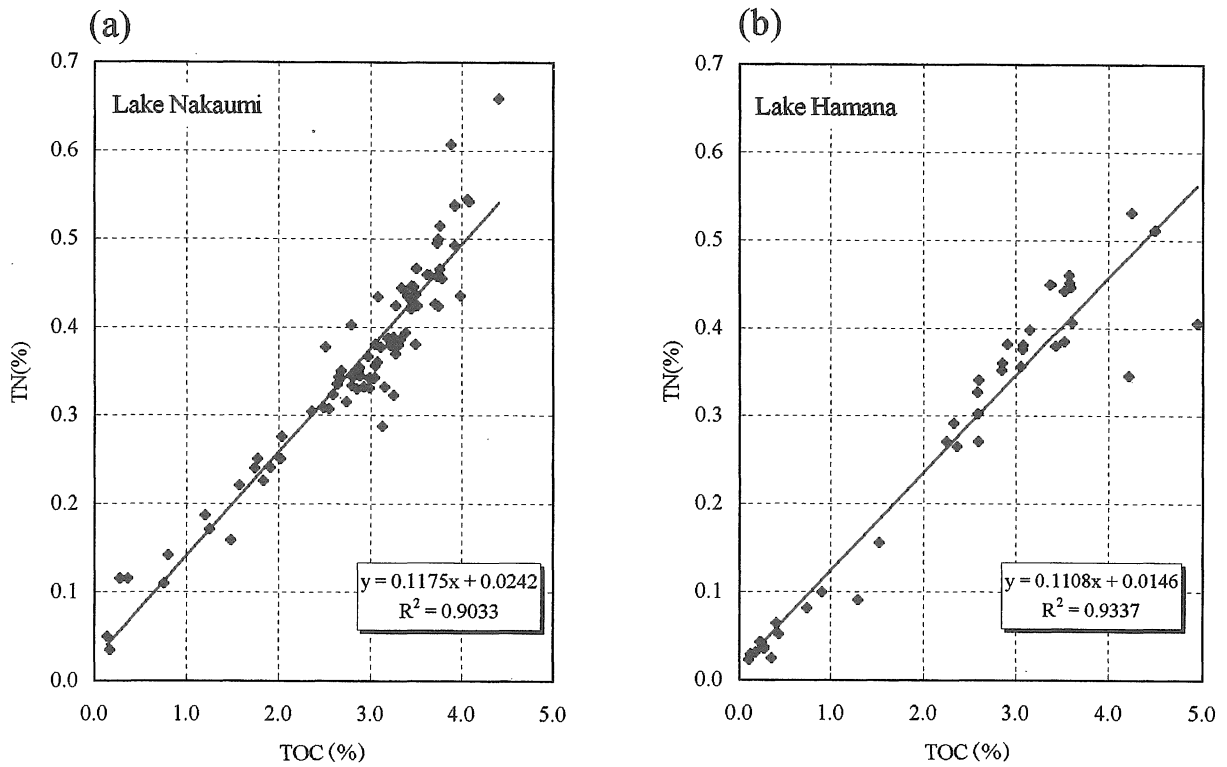 (a)
Lake Nakaumi
TN(%)
0.7
0.6
0.5
0.4
0.3
0.2
0.1
0.0
y = 0.1175x + 0.0242
R² = 0.9033
0.0 1.0 2.0 3.0 4.0 5.0
TOC (%)
(b)
Lake Hamana
TN(%)
0.7
0.6
0.5
0.4
0.3
0.2
0.1
0.0
y = 0.1108x + 0.0146
R² = 0.9337
0.0 1.0 2.0 3.0 4.0 5.0
TOC (%)